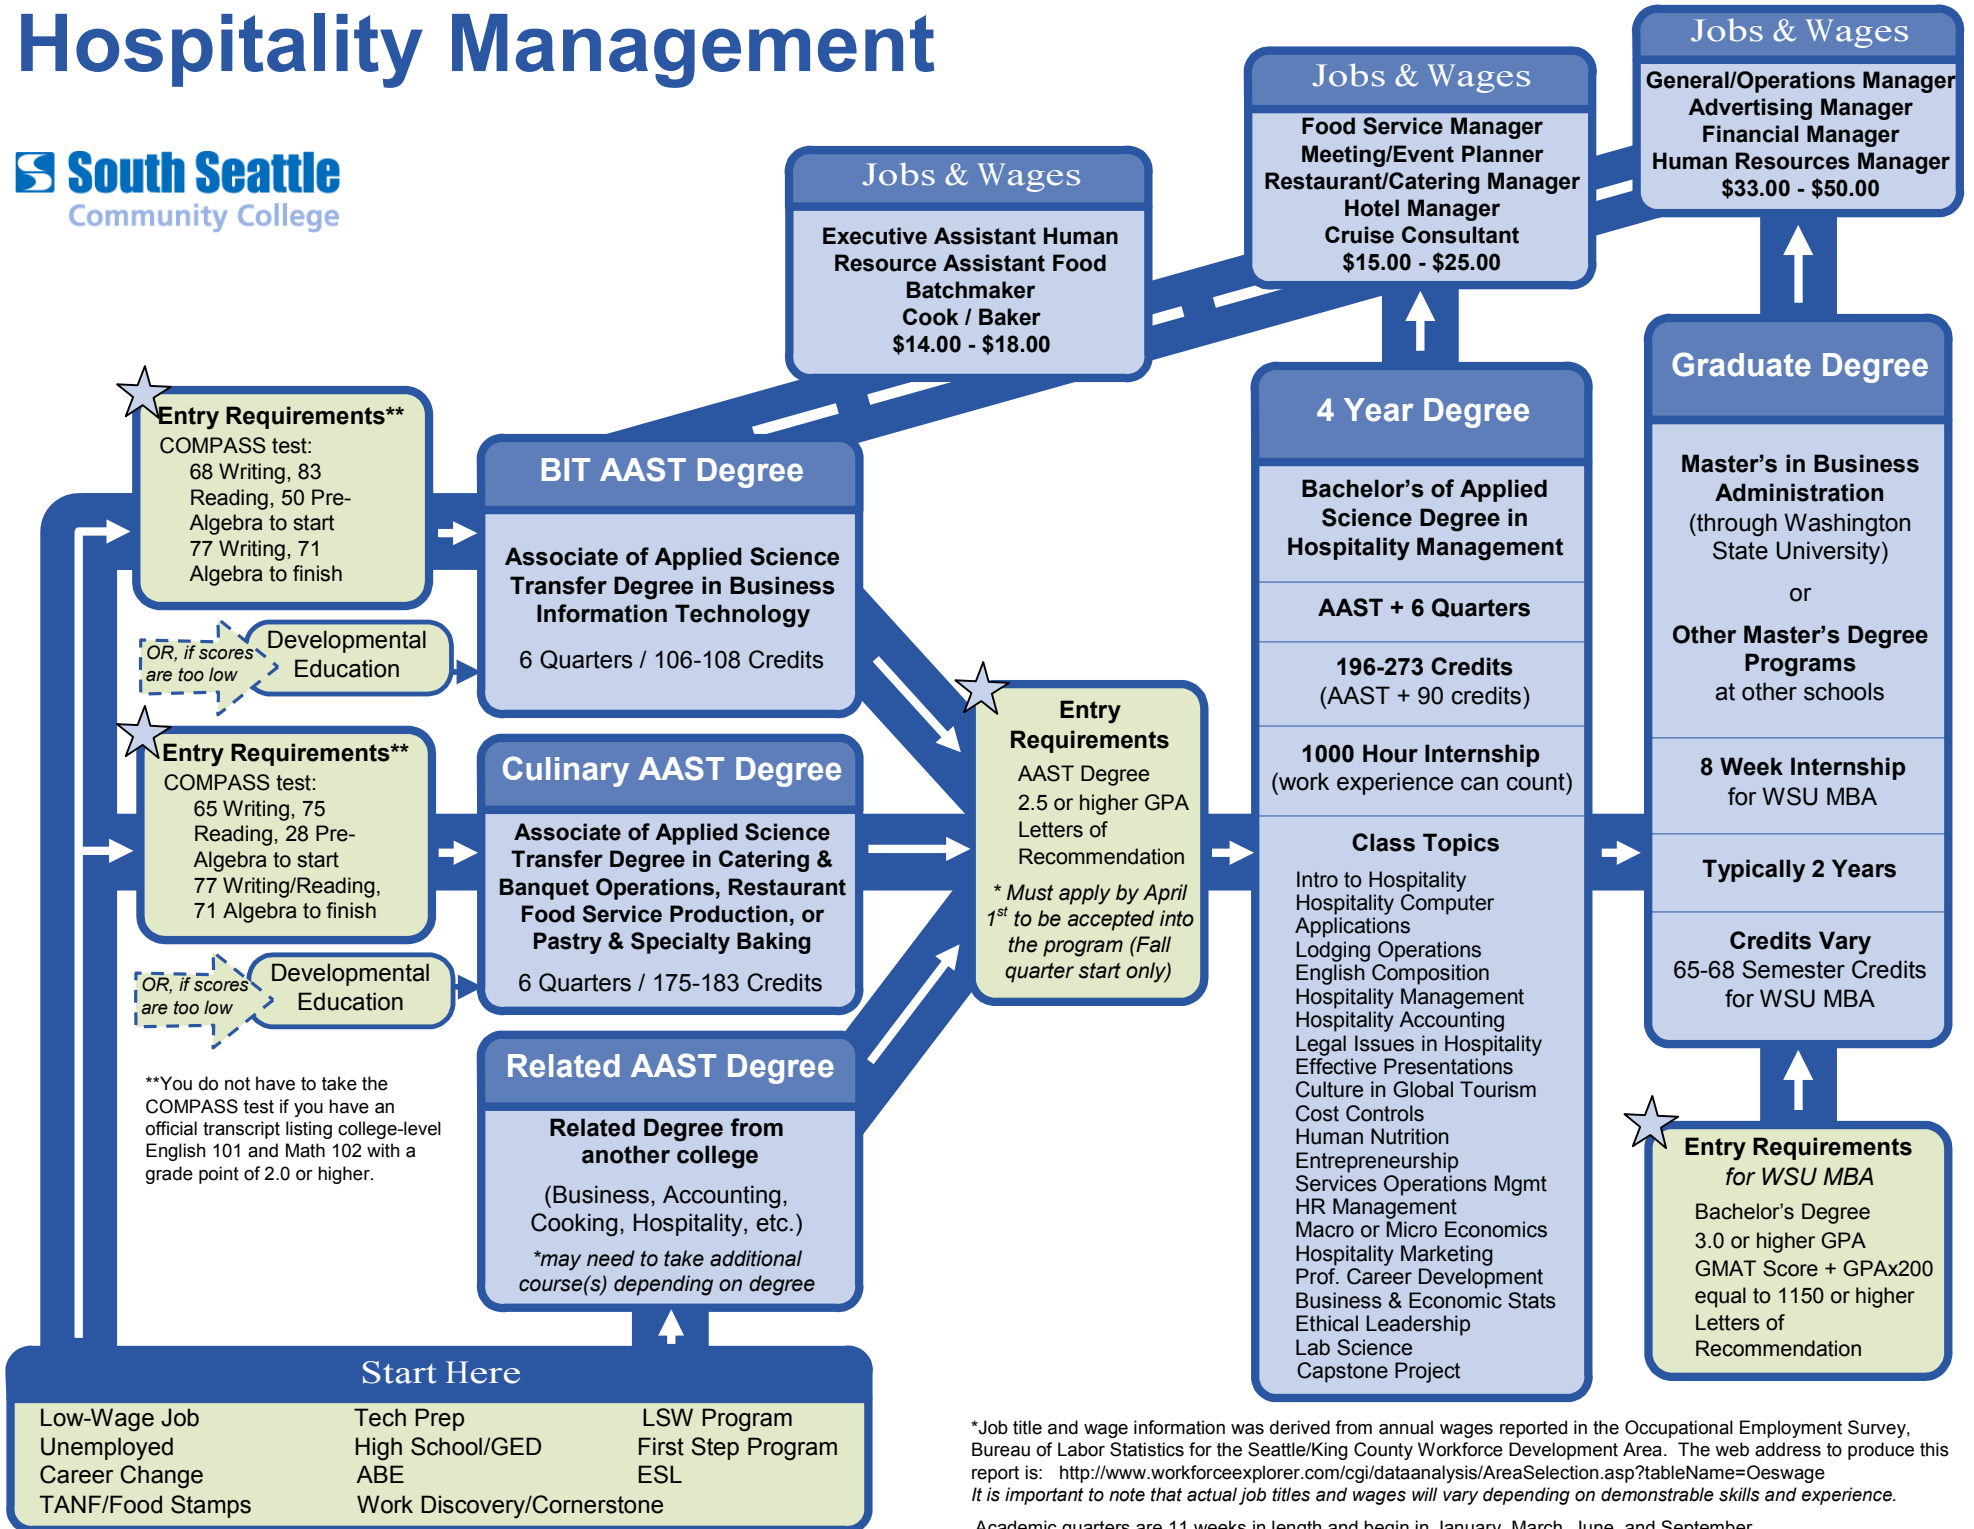 Hospitality Management
South Seattle
Community College
Jobs & Wages
Executive Assistant Human
Resource Assistant Food
Batchmaker
Cook / Baker
$14.00 - $18.00
Jobs & Wages
Food Service Manager
Meeting/Event Planner
Restaurant/Catering Manager
Hotel Manager
Cruise Consultant
$15.00 - $25.00
Jobs & Wages
General/Operations Manager
Advertising Manager
Financial Manager
Human Resources Manager
$33.00 - $50.00
Entry Requirements**
COMPASS test:
68 Writing, 83
Reading, 50 Pre-
Algebra to start
77 Writing, 71
Algebra to finish
OR, if scores
are too low
Developmental
Education
BIT AAST Degree
Associate of Applied Science
Transfer Degree in Business
Information Technology
6 Quarters / 106-108 Credits
Entry Requirements**
COMPASS test:
65 Writing, 75
Reading, 28 Pre-
Algebra to start
77 Writing/Reading,
71 Algebra to finish
OR, if scores
are too low
Developmental
Education
Culinary AAST Degree
Associate of Applied Science
Transfer Degree in Catering &
Banquet Operations, Restaurant
Food Service Production, or
Pastry & Specialty Baking
6 Quarters / 175-183 Credits
**You do not have to take the
COMPASS test if you have an
official transcript listing college-level
English 101 and Math 102 with a
grade point of 2.0 or higher.
Related AAST Degree
Related Degree from
another college
(Business, Accounting,
Cooking, Hospitality, etc.)
*may need to take additional
course(s) depending on degree
Entry
Requirements
AAST Degree
2.5 or higher GPA
Letters of
Recommendation
* Must apply by April
1st to be accepted into
the program (Fall
quarter start only)
4 Year Degree
Bachelor's of Applied
Science Degree in
Hospitality Management
AAST + 6 Quarters
196-273 Credits
(AAST + 90 credits)
1000 Hour Internship
(work experience can count)
Class Topics
Intro to Hospitality
Hospitality Computer
Applications
Lodging Operations
English Composition
Hospitality Management
Hospitality Accounting
Legal Issues in Hospitality
Effective Presentations
Culture in Global Tourism
Cost Controls
Human Nutrition
Entrepreneurship
Services Operations Mgmt
HR Management
Macro or Micro Economics
Hospitality Marketing
Prof. Career Development
Business & Economic Stats
Ethical Leadership
Lab Science
Capstone Project
Graduate Degree
Master's in Business
Administration
(through Washington
State University)
or
Other Master's Degree
Programs
at other schools
8 Week Internship
for WSU MBA
Typically 2 Years
Credits Vary
65-68 Semester Credits
for WSU MBA
Entry Requirements
for WSU MBA
Bachelor's Degree
3.0 or higher GPA
GMAT Score + GPAx200
equal to 1150 or higher
Letters of
Recommendation
Start Here
Low-Wage Job
Unemployed
Career Change
TANF/Food Stamps
Tech Prep
High School/GED
ABE
Work Discovery/Cornerstone
LSW Program
First Step Program
ESL
*Job title and wage information was derived from annual wages reported in the Occupational Employment Survey,
Bureau of Labor Statistics for the Seattle/King County Workforce Development Area. The web address to produce this
report is: http://www.workforceexplorer.com/cgi/dataanalysis/AreaSelection.asp?tableName=Oeswage
It is important to note that actual job titles and wages will vary depending on demonstrable skills and experience.
Academic quarters are 11 weeks in length and begin in January, March, June, and September